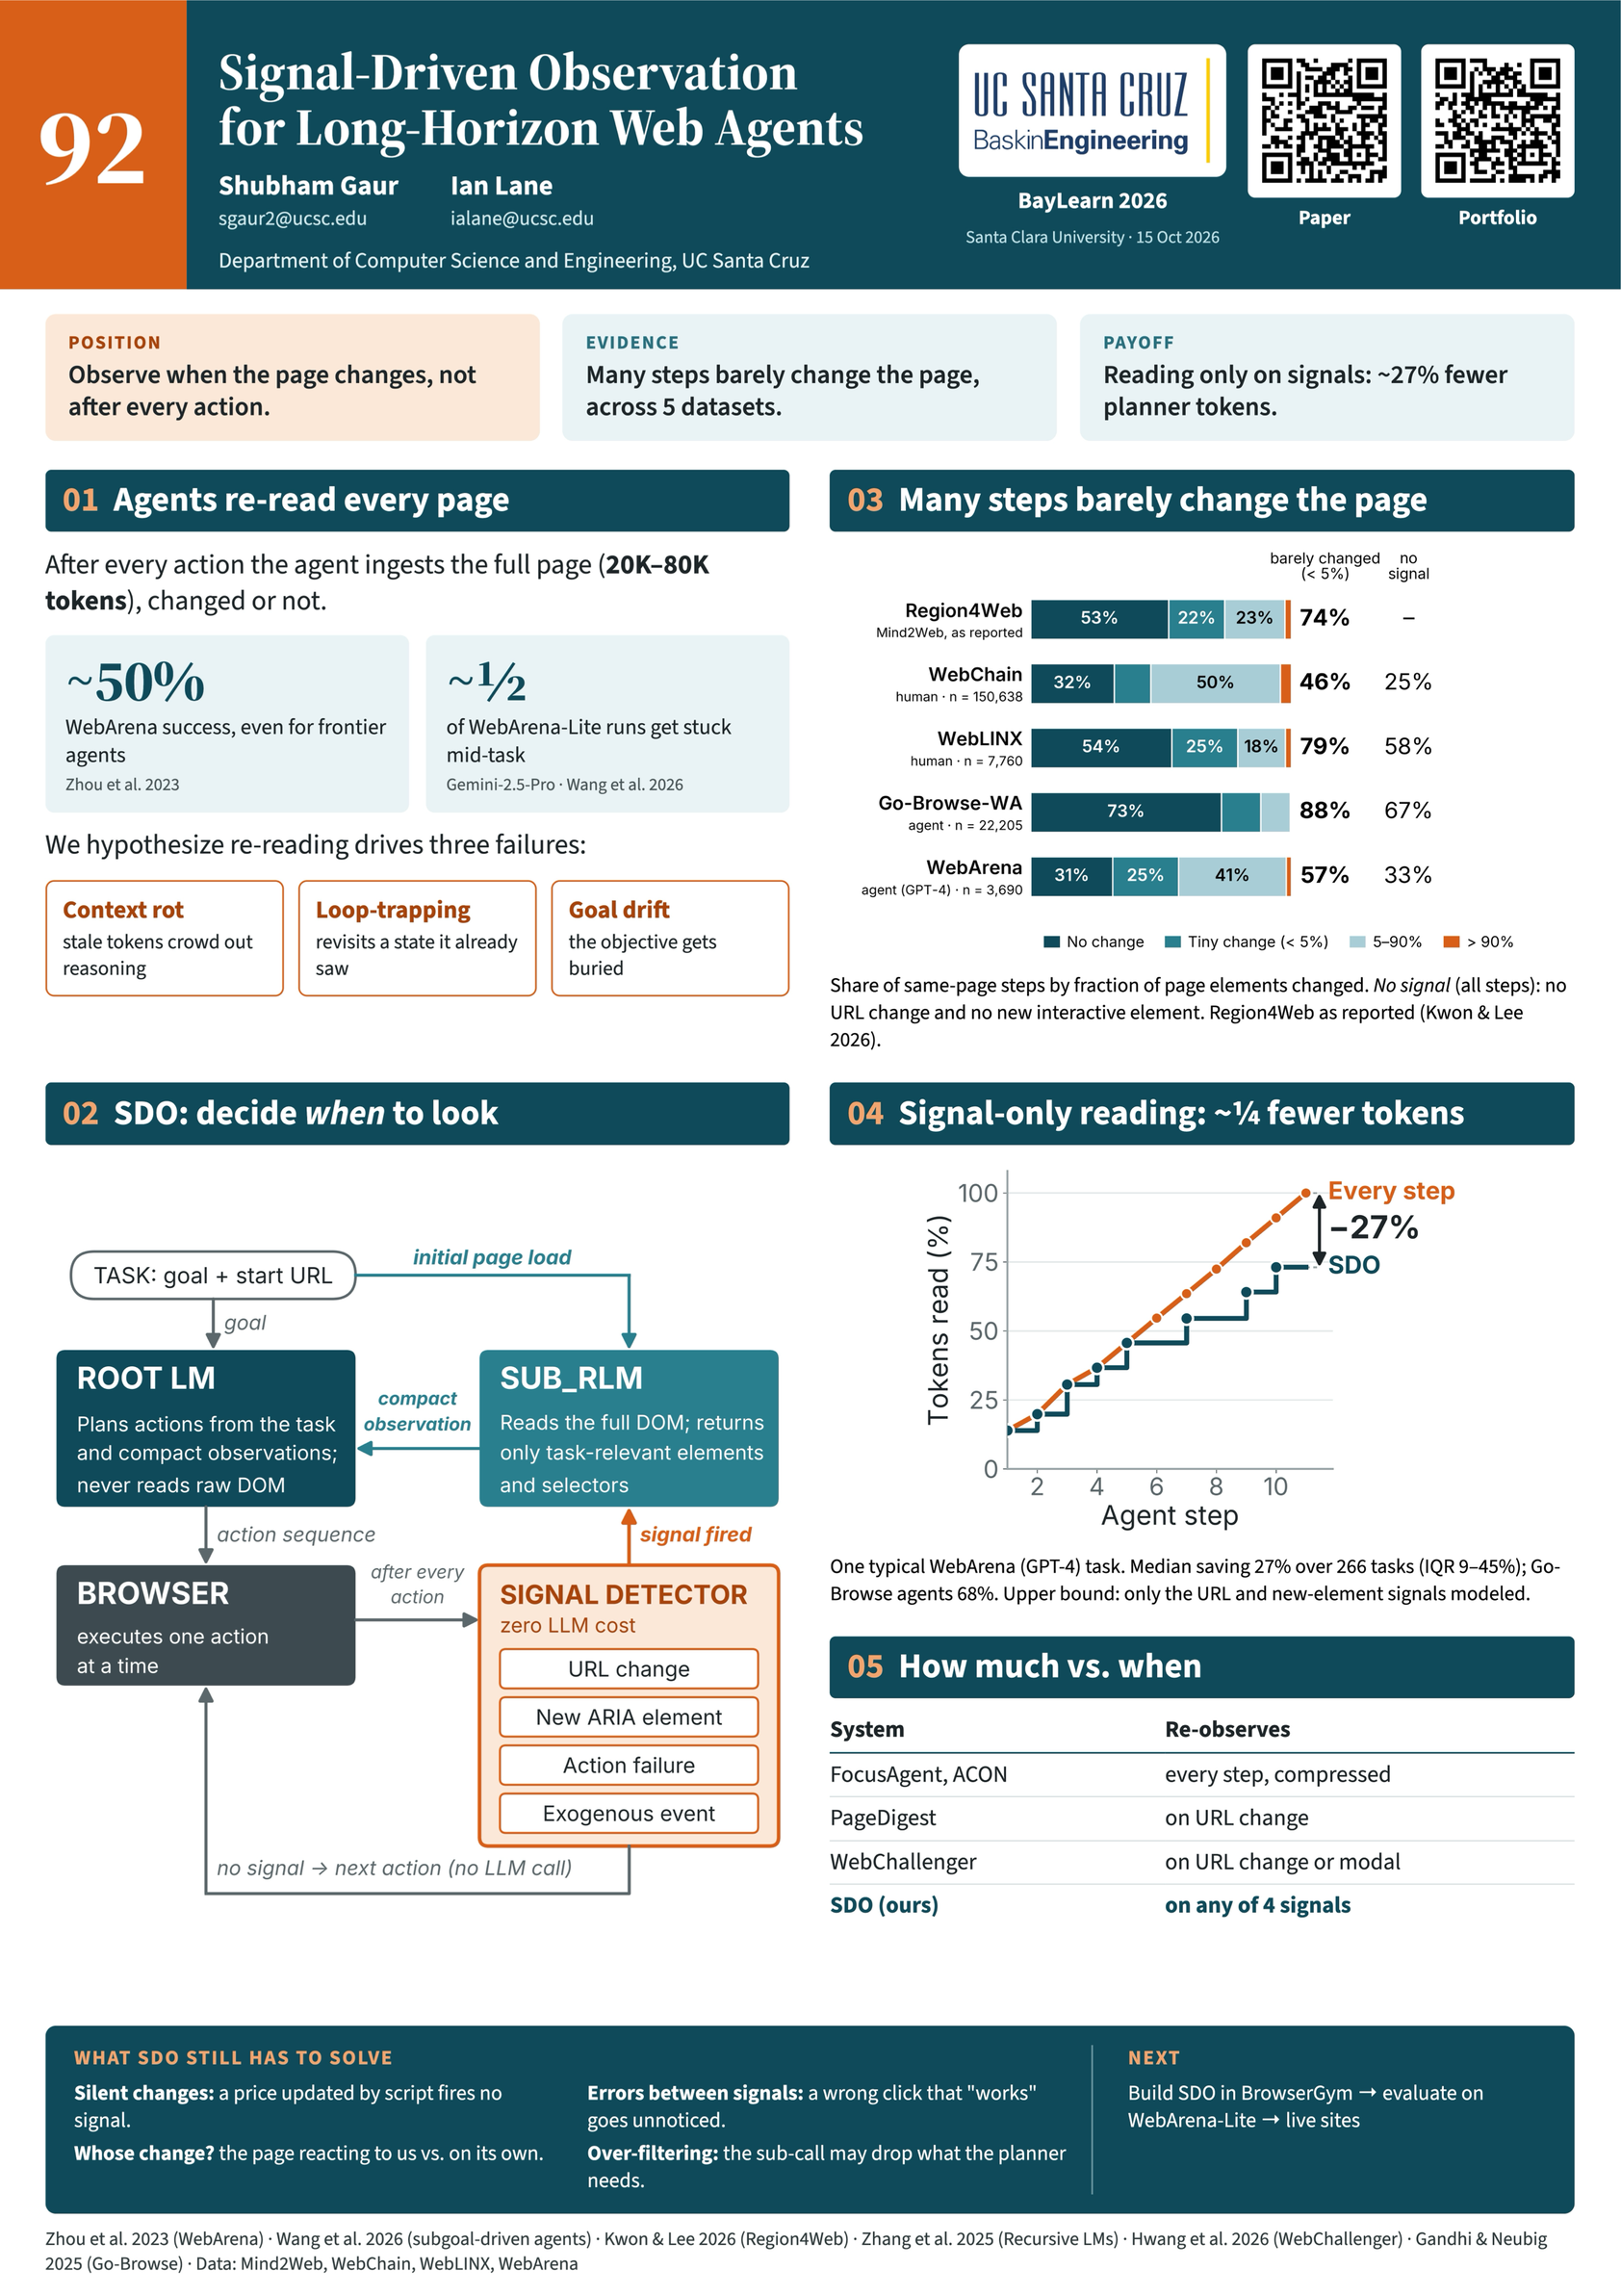 92
Signal-Driven Observation
for Long-Horizon Web Agents
Shubham Gaur
Ian Lane
sgaur2@ucsc.edu
ialane@ucsc.edu
Department of Computer Science and Engineering, UC Santa Cruz
UC SANTA CRUZ
BaskinEngineering
BayLearn 2026
Santa Clara University · 15 Oct 2026
Paper
Portfolio
POSITION
Observe when the page changes, not
after every action.
EVIDENCE
Many steps barely change the page,
across 5 datasets.
PAYOFF
Reading only on signals: ~27% fewer
planner tokens.
01 Agents re-read every page
After every action the agent ingests the full page (20K–80K
tokens), changed or not.
~50%
WebArena success, even for frontier
agents
Zhou et al. 2023
~½
of WebArena-Lite runs get stuck
mid-task
Gemini-2.5-Pro · Wang et al. 2026
We hypothesize re-reading drives three failures:
Context rot
stale tokens crowd out
reasoning
Loop-trapping
revisits a state it already
saw
Goal drift
the objective gets
buried
02 SDO: decide when to look
TASK: goal + start URL
initial page load
goal
ROOT LM
Plans actions from the task
and compact observations;
never reads raw DOM
compact
observation
SUB_RLM
Reads the full DOM; returns
only task-relevant elements
and selectors
action sequence
signal fired
BROWSER
executes one action
at a time
after every
action
SIGNAL DETECTOR
zero LLM cost
URL change
New ARIA element
Action failure
Exogenous event
no signal → next action (no LLM call)
03 Many steps barely change the page
barely changed
(< 5%)
no
signal
Region4Web
Mind2Web, as reported
53% 22% 23% 74% –
WebChain
human · n = 150,638
32% 50% 46% 25%
WebLINX
human · n = 7,760
54% 25% 18% 79% 58%
Go-Browse-WA
agent · n = 22,205
73% 88% 67%
WebArena
agent (GPT-4) · n = 3,690
31% 25% 41% 57% 33%
No change
Tiny change (< 5%)
5–90%
> 90%
Share of same-page steps by fraction of page elements changed. No signal (all steps): no
URL change and no new interactive element. Region4Web as reported (Kwon & Lee
2026).
04 Signal-only reading: ~¼ fewer tokens
Tokens read (%)
100
75
50
25
0
2 4 6 8 10
Agent step
Every step
−27%
SDO
One typical WebArena (GPT-4) task. Median saving 27% over 266 tasks (IQR 9–45%); Go-
Browse agents 68%. Upper bound: only the URL and new-element signals modeled.
05 How much vs. when
System Re-observes
FocusAgent, ACON every step, compressed
PageDigest on URL change
WebChallenger on URL change or modal
SDO (ours) on any of 4 signals
WHAT SDO STILL HAS TO SOLVE
Silent changes: a price updated by script fires no
signal.
Whose change? the page reacting to us vs. on its own.
Errors between signals: a wrong click that "works"
goes unnoticed.
Over-filtering: the sub-call may drop what the planner
needs.
NEXT
Build SDO in BrowserGym → evaluate on
WebArena-Lite → live sites
Zhou et al. 2023 (WebArena) · Wang et al. 2026 (subgoal-driven agents) · Kwon & Lee 2026 (Region4Web) · Zhang et al. 2025 (Recursive LMs) · Hwang et al. 2026 (WebChallenger) · Gandhi & Neubig
2025 (Go-Browse) · Data: Mind2Web, WebChain, WebLINX, WebArena